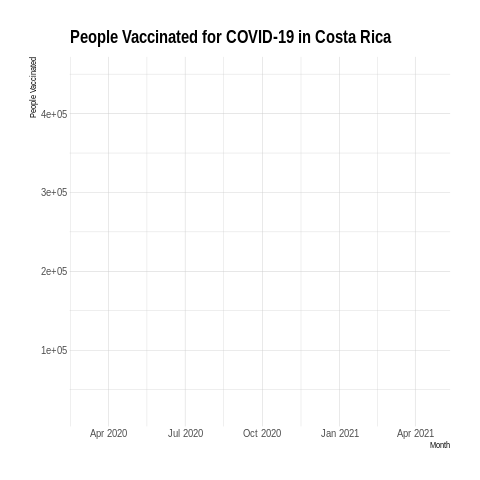 People Vaccinated for COVID-19 in Costa Rica
People Vaccinated
4e+05
3e+05
2e+05
1e+05
Apr 2020 Jul 2020 Oct 2020 Jan 2021 Apr 2021
Month